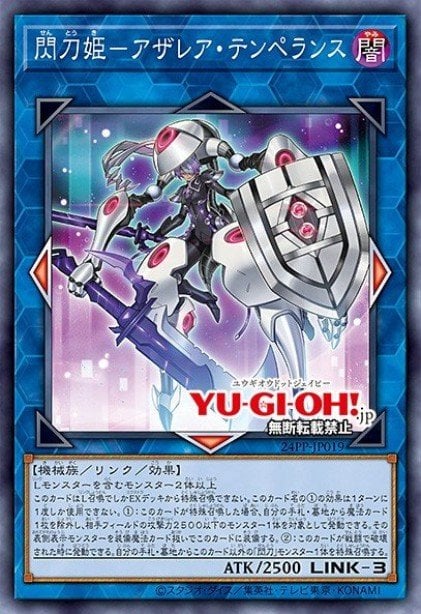 せん とう き
閃刀姫－アザレア・テンペランス
やみ
闇
ユウギオウドットジェイピー
YU-GI-OH!.jp
無断転載禁止
24PP-JP019
【機械族／リンク／効果】
Lモンスターを含むモンスター2体以上
このカードはL召喚でしかEXデッキから特殊召喚できない。このカード名の①の効果は1ターンに
1度しか使用できない。①：このカードが特殊召喚した場合、自分の手札・墓地から魔法カード
1枚を除外し、相手フィールドの攻撃力2500以下のモンスター1体を対象として発動できる。その
表側表示モンスターを装備魔法カード扱いでこのカードに装備する。②：このカードが戦闘で破壊
された時に発動できる。自分の手札・墓地からこのカード以外の「閃刀」モンスター1体を特殊召喚する。
ATK/2500 LINK-3
©スタジオ・ダイス／集英社・テレビ東京・KONAMI